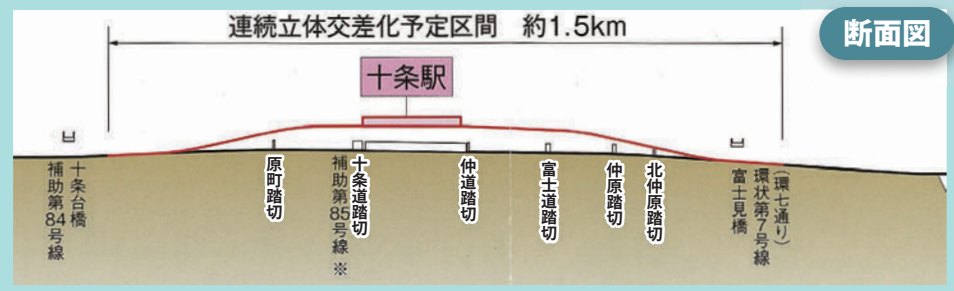 連続立体交差化予定区間　約1.5km
断面図
十条駅
十条台橋
補助第84号線
原町踏切
十条道踏切
補助第85号線※
仲道踏切
富士道踏切
仲原踏切
北仲原踏切
(環七通り)
環状第7号線
富士見橋